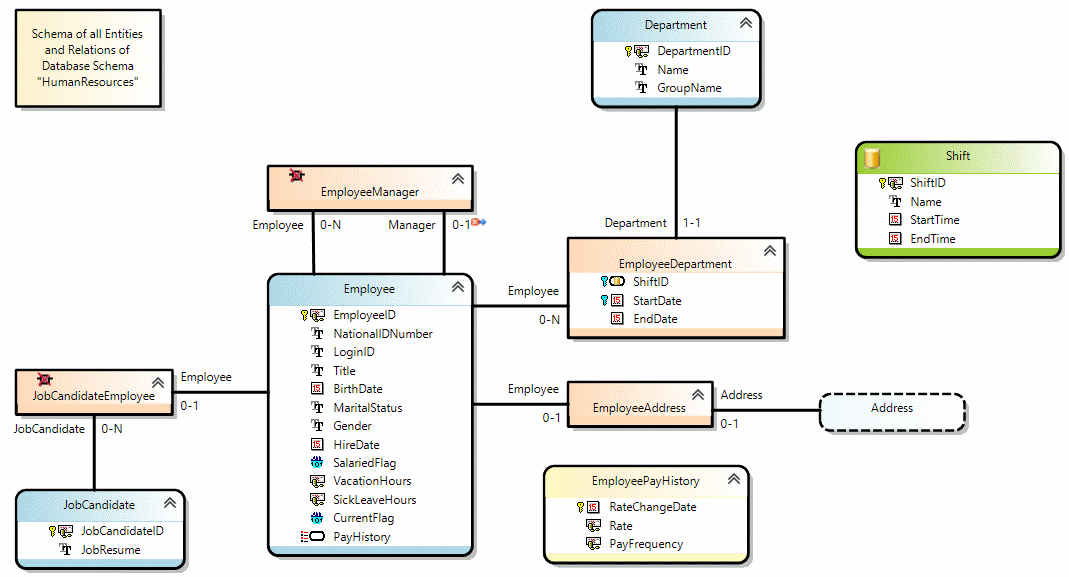 Schema of all Entities
and Relations of
Database Schema
"HumanResources"
Department
DepartmentID
Name
GroupName
Shift
ShiftID
Name
StartTime
EndTime
EmployeeManager
Employee
0-N
Manager
0-1
Department
1-1
EmployeeDepartment
ShiftID
StartDate
EndDate
Employee
0-N
Employee
EmployeeID
NationalIDNumber
LoginID
Title
BirthDate
MaritalStatus
Gender
HireDate
SalariedFlag
VacationHours
SickLeaveHours
CurrentFlag
PayHistory
JobCandidateEmployee
Employee
0-1
JobCandidate
0-N
Employee
0-1
EmployeeAddress
Address
0-1
Address
JobCandidate
JobCandidateID
JobResume
EmployeePayHistory
RateChangeDate
Rate
PayFrequency